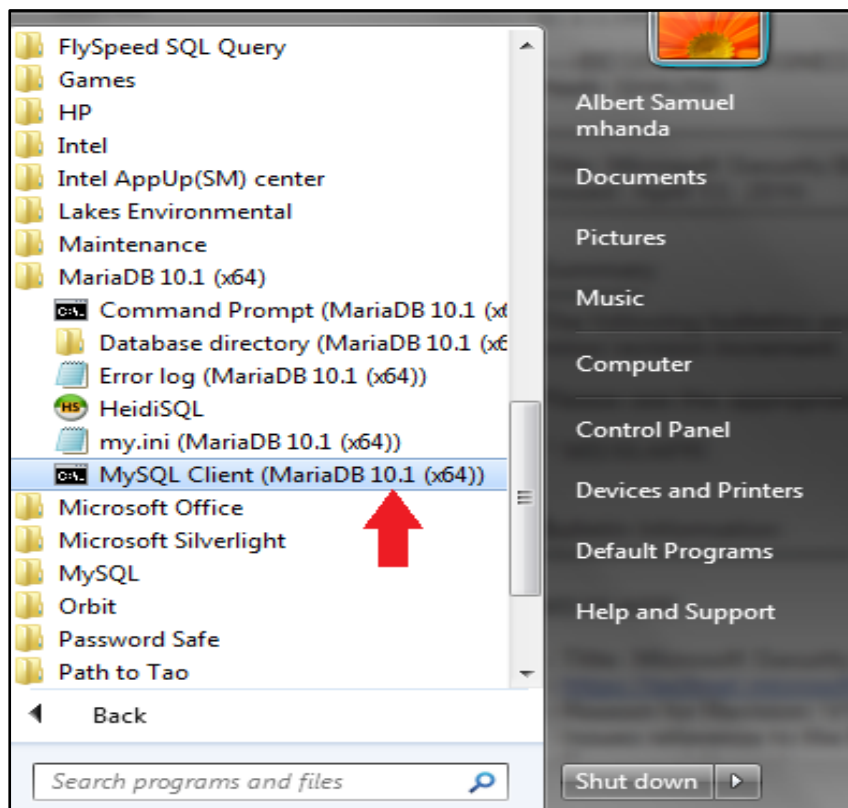 FlySpeed SQL Query
Games
HP
Intel
Intel AppUp(SM) center
Lakes Environmental
Maintenance
MariaDB 10.1 (x64)
Command Prompt (MariaDB 10.1 (x6
Database directory (MariaDB 10.1 (x6
Error log (MariaDB 10.1 (x64))
HeidiSQL
my.ini (MariaDB 10.1 (x64))
MySQL Client (MariaDB 10.1 (x64))
Microsoft Office
Microsoft Silverlight
MySQL
Orbit
Password Safe
Path to Tao
Back
Search programs and files
Albert Samuel
mhanda
Documents
Pictures
Music
Computer
Control Panel
Devices and Printers
Default Programs
Help and Support
Shut down